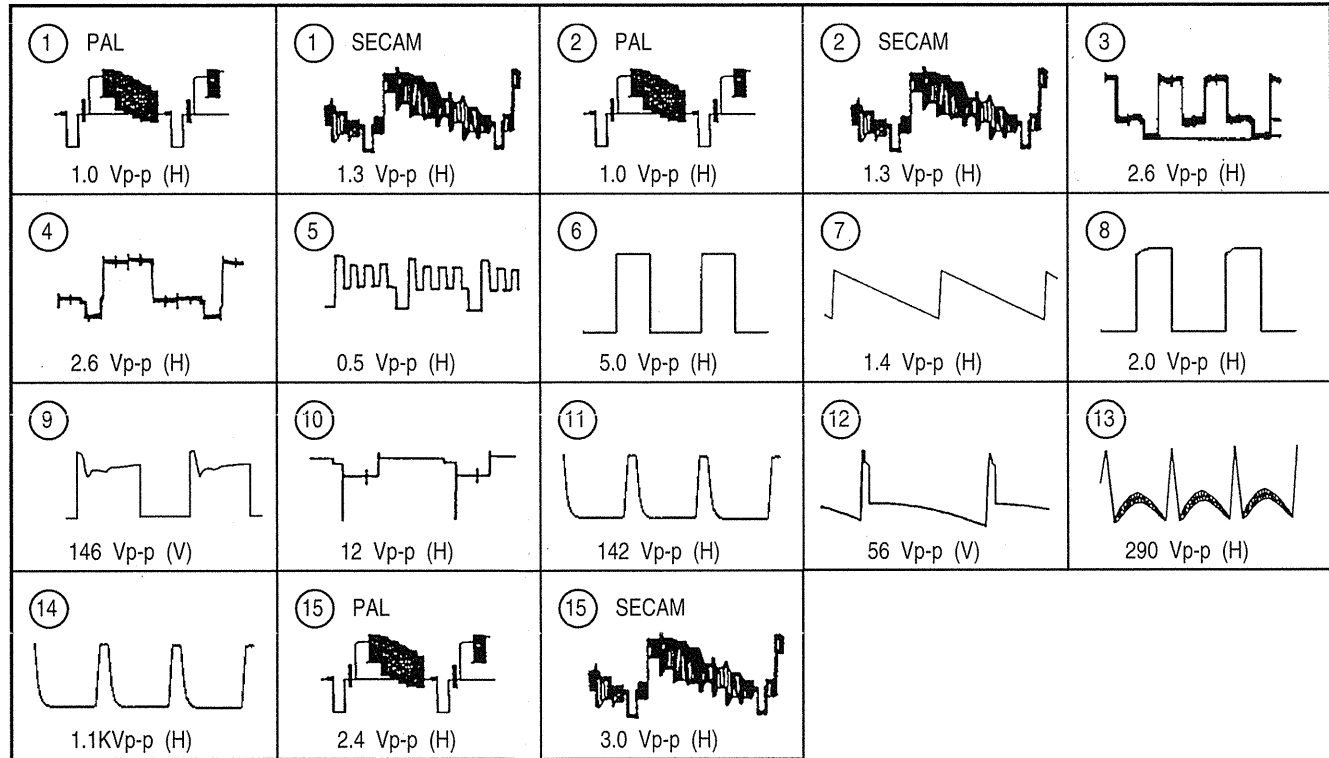 1 PAL
1.0 Vp-p (H)
1 SECAM
1.3 Vp-p (H)
2 PAL
1.0 Vp-p (H)
2 SECAM
1.3 Vp-p (H)
3
2.6 Vp-p (H)
4
2.6 Vp-p (H)
5
0.5 Vp-p (H)
6
5.0 Vp-p (H)
7
1.4 Vp-p (H)
8
2.0 Vp-p (H)
9
146 Vp-p (V)
10
12 Vp-p (H)
11
142 Vp-p (H)
12
56 Vp-p (V)
13
290 Vp-p (H)
14
1.1KVp-p (H)
15 PAL
2.4 Vp-p (H)
15 SECAM
3.0 Vp-p (H)